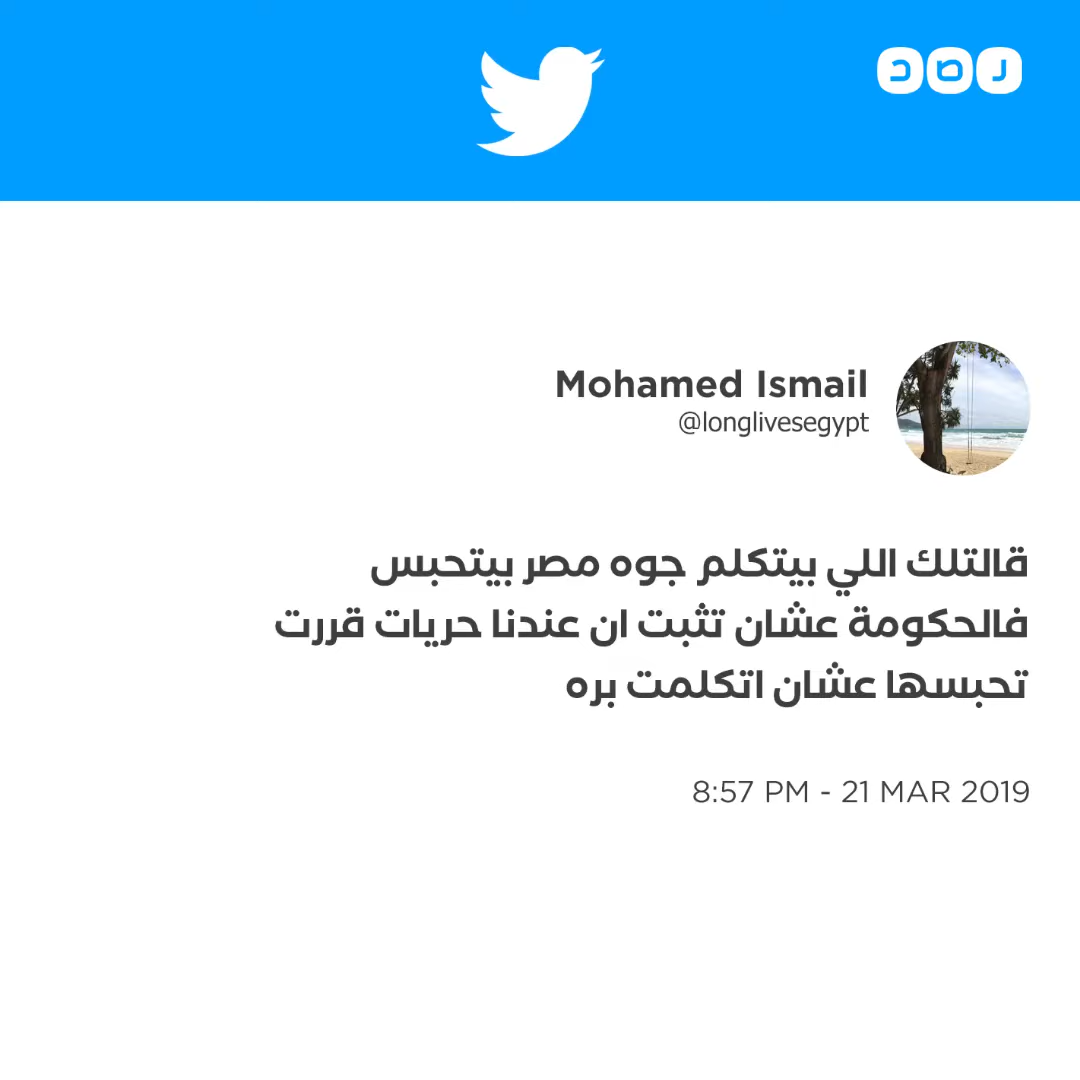 رصد
Mohamed Ismail
@longlivesegypt
قالتلك اللي بيتكلم جوه مصر بيتحبس
فالحكومة عشان تثبت ان عندنا حريات قررت
تحبسها عشان اتكلمت بره
8:57 PM - 21 MAR 2019